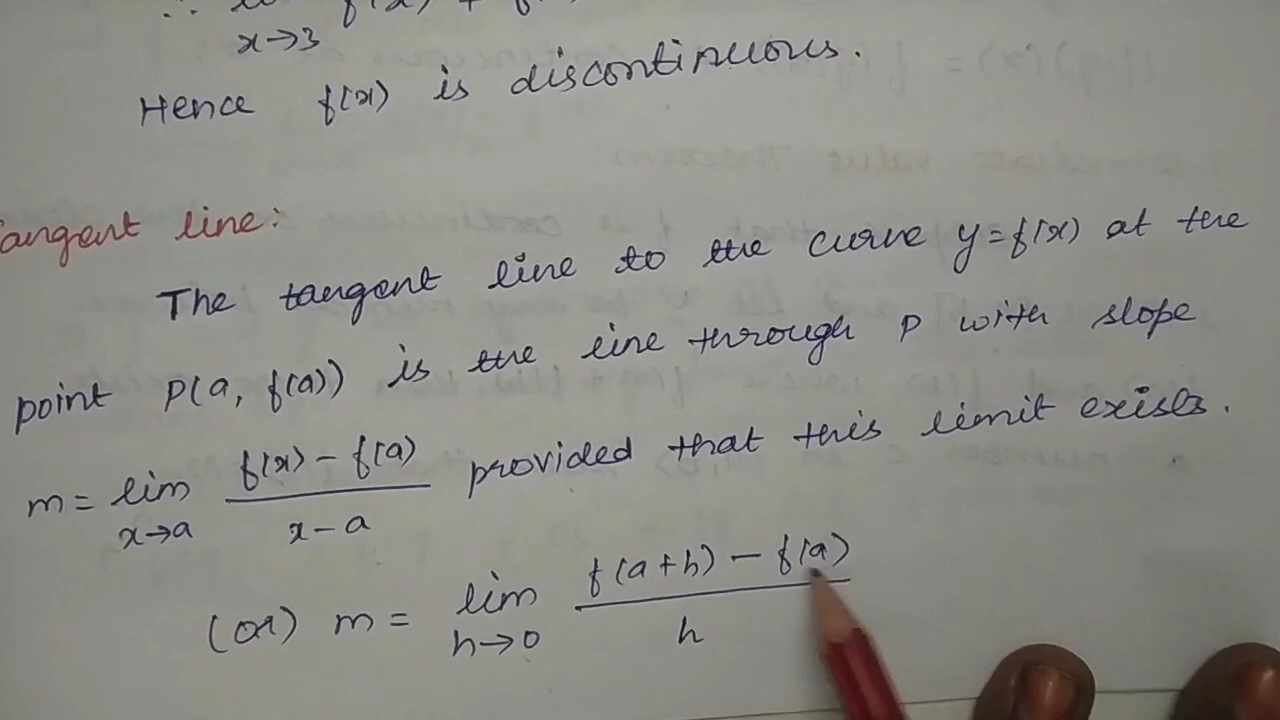 x→3
Hence f(x) is discontinuous.
Tangent line:
The tangent line to the curve y=f(x) at the
point P(a, f(a)) is the line through P with slope
m = lim x→a f(x) − f(a) / x − a provided that this limit exists.
(or) m = lim h→0 f(a+h) − f(a) / h